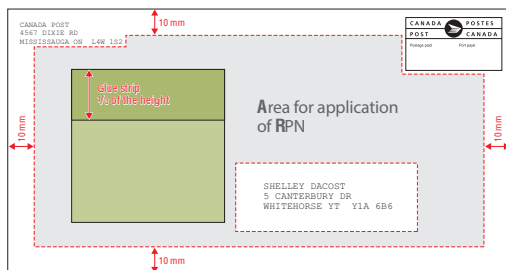 CANADA POST
4567 DIXIE RD
MISSISSAUGA ON L4W 1S2
10 mm
CANADA POSTES
POST CANADA
Postage paid Port payé
Glue strip
1/3 of the height
Area for application
of RPN
10 mm
10 mm
SHELLEY DACOST
5 CANTERBURY DR
WHITEHORSE YT Y1A 6B6
10 mm